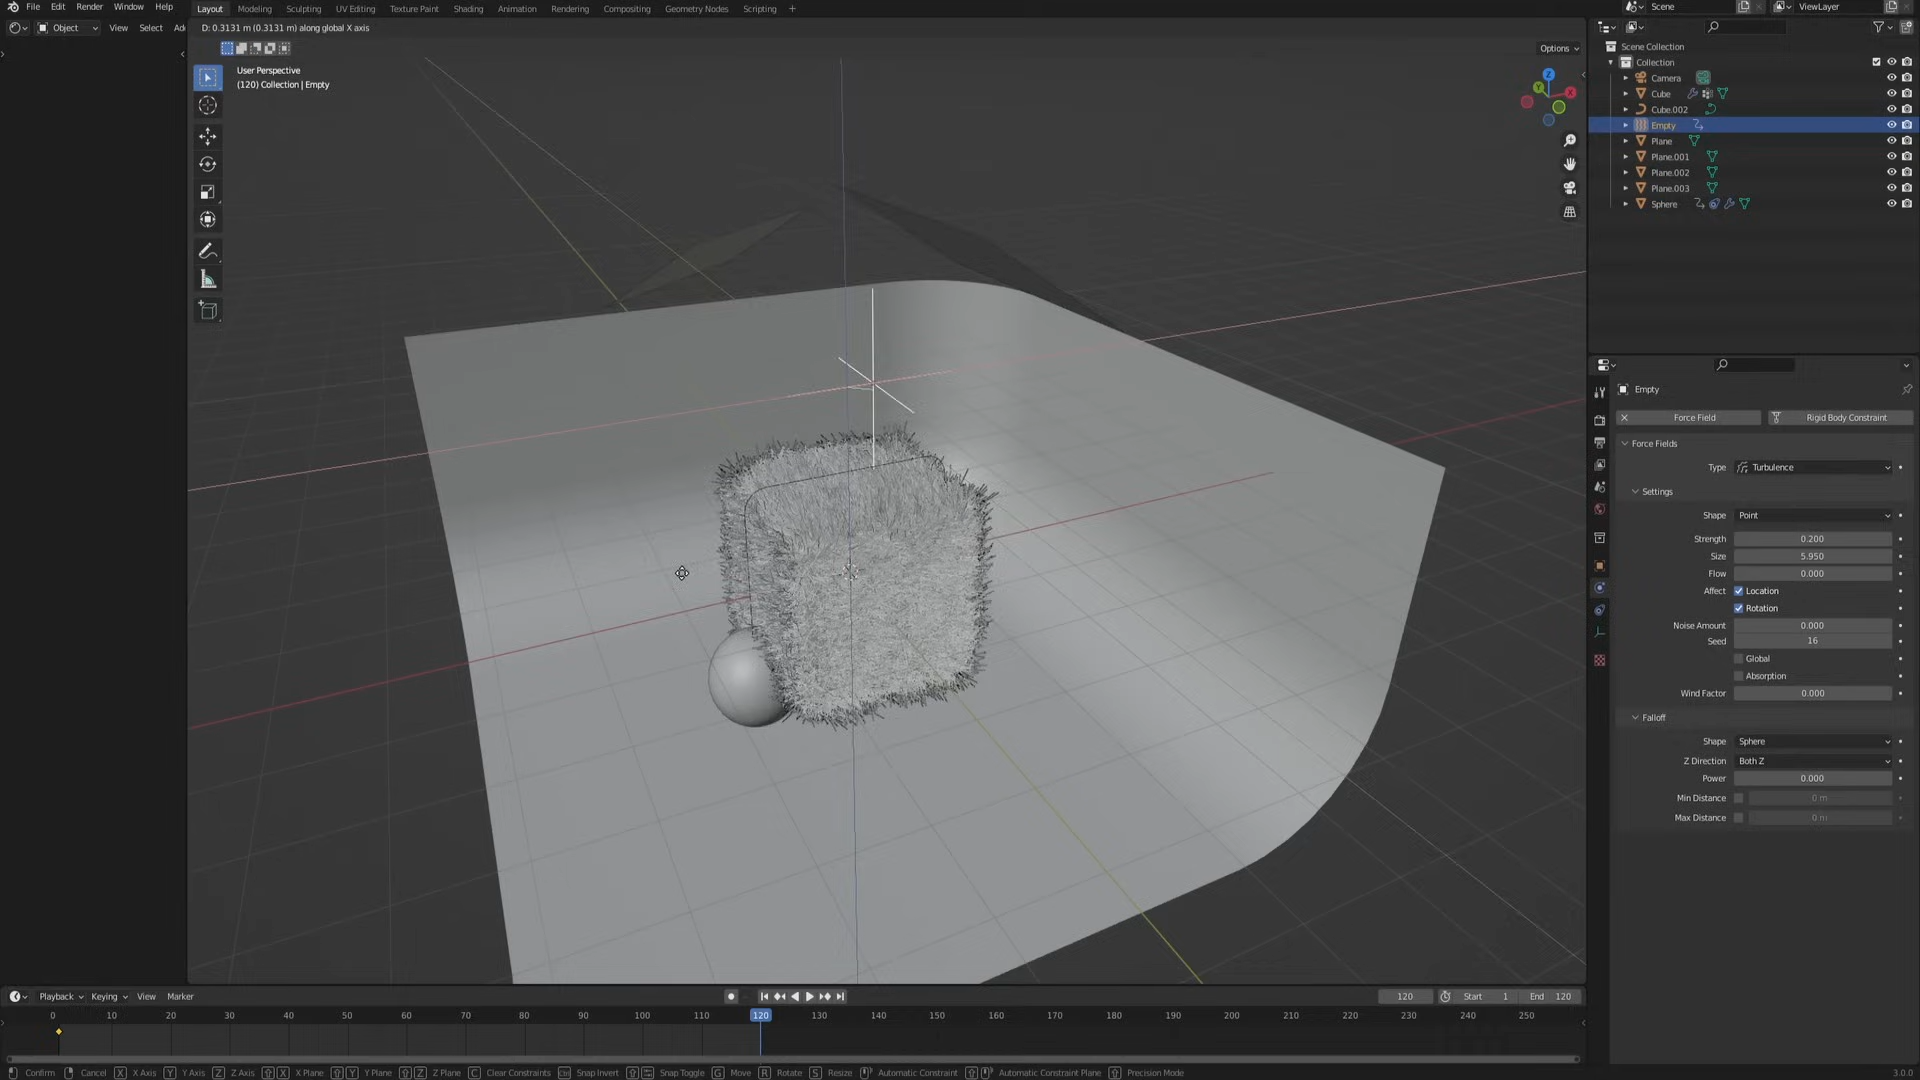 File Edit Render Window Help
Layout Modeling Sculpting UV Editing Texture Paint Shading Animation Rendering Compositing Geometry Nodes Scripting +
Scene
ViewLayer
Object View Select Ad
D: 0.3131 m (0.3131 m) along global X axis
Options
User Perspective
(120) Collection | Empty
Z
Y
X
Scene Collection
Collection
Camera
Cube
Cube.002
Empty
Plane
Plane.001
Plane.002
Plane.003
Sphere
Empty
Force Field
Rigid Body Constraint
Force Fields
Type Turbulence
Settings
Shape Point
Strength 0.200
Size 5.950
Flow 0.000
Affect Location
Rotation
Noise Amount 0.000
Seed 16
Global
Absorption
Wind Factor 0.000
Falloff
Shape Sphere
Z Direction Both Z
Power 0.000
Min Distance 0 m
Max Distance 0 m
Playback Keying View Marker
120 Start 1 End 120
0 10 20 30 40 50 60 70 80 90 100 110 120 130 140 150 160 170 180 190 200 210 220 230 240 250
Confirm Cancel X X Axis Y Y Axis Z Z Axis X X Plane Y Y Plane Z Z Plane C Clear Constraints Snap Invert Snap Toggle G Move R Rotate S Resize Automatic Constraint Automatic Constraint Plane Precision Mode 3.0.0